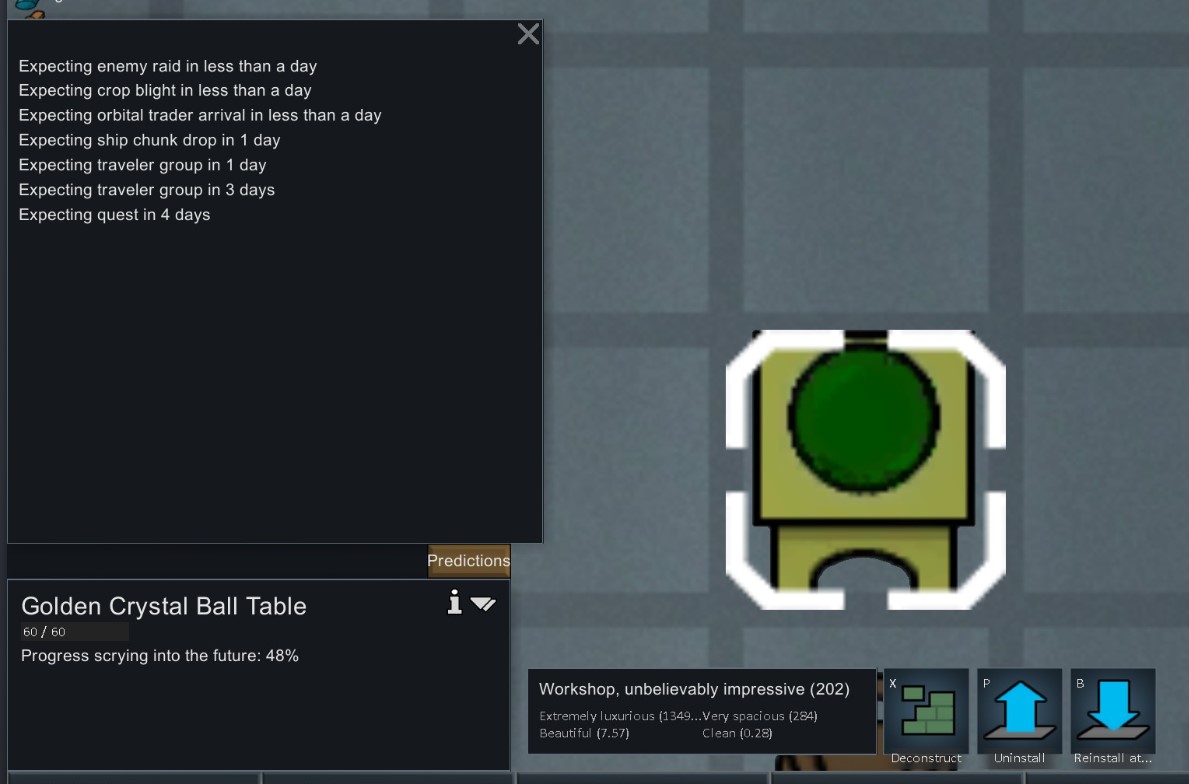 Expecting enemy raid in less than a day
Expecting crop blight in less than a day
Expecting orbital trader arrival in less than a day
Expecting ship chunk drop in 1 day
Expecting traveler group in 1 day
Expecting traveler group in 3 days
Expecting quest in 4 days
Predictions
Golden Crystal Ball Table
60 / 60
Progress scrying into the future: 48%
Workshop, unbelievably impressive (202)
Extremely luxurious (1349... Very spacious (284)
Beautiful (7.57) Clean (0.28)
X P B
Deconstruct Uninstall Reinstall at...